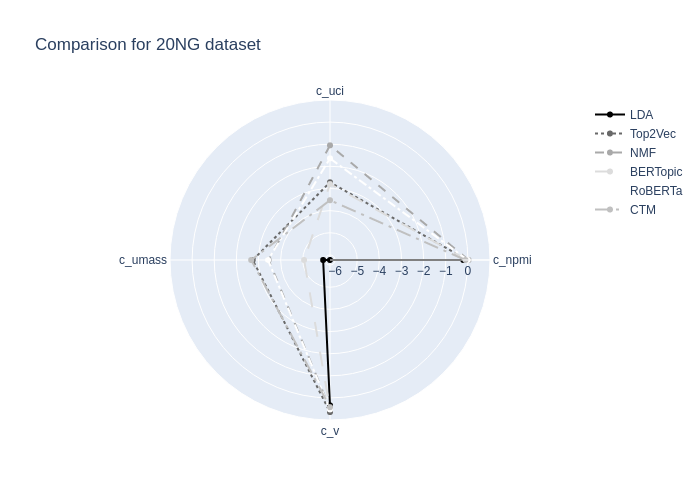 Comparison for 20NG dataset
c_uci
LDA
Top2Vec
NMF
BERTopic
RoBERTa
CTM
c_umass
c_npmi
−6 −5 −4 −3 −2 −1 0
c_v